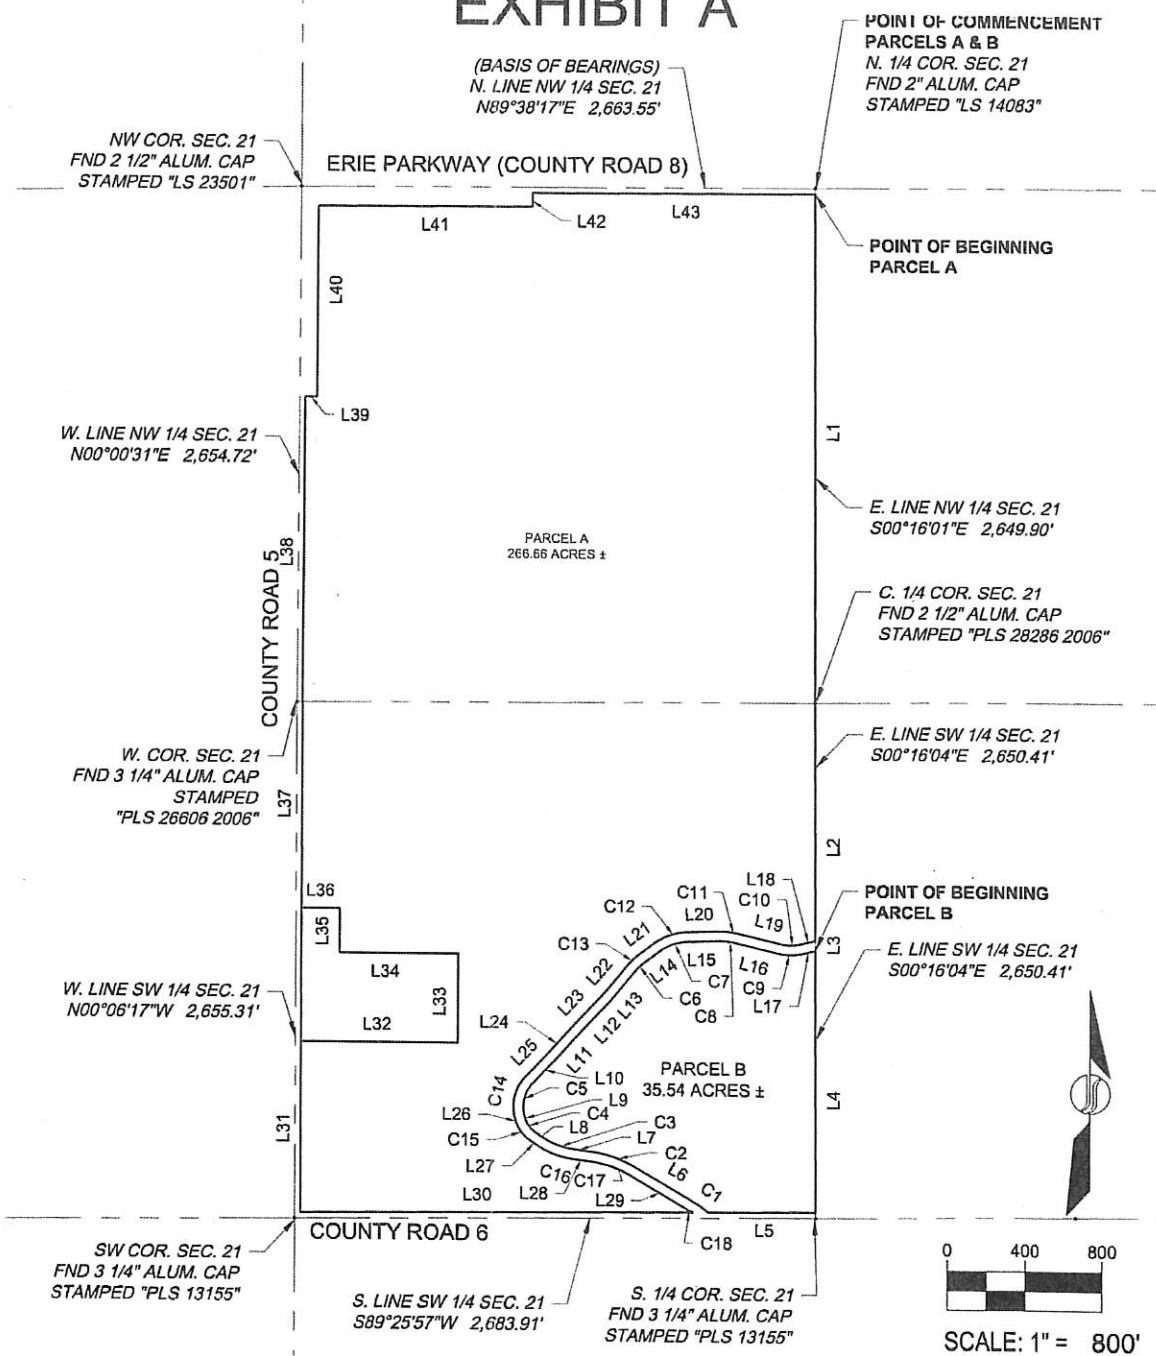 EXHIBIT A
POINT OF COMMENCEMENT
PARCELS A & B
N. 1/4 COR. SEC. 21
FND 2" ALUM. CAP
STAMPED "LS 14083"
(BASIS OF BEARINGS)
N. LINE NW 1/4 SEC. 21
N89°38'17"E 2,663.55'
NW COR. SEC. 21
FND 2 1/2" ALUM. CAP
STAMPED "LS 23501"
ERIE PARKWAY (COUNTY ROAD 8)
L41
L42
L43
POINT OF BEGINNING
PARCEL A
L40
L39
L1
W. LINE NW 1/4 SEC. 21
N00°00'31"E 2,654.72'
E. LINE NW 1/4 SEC. 21
S00°16'01"E 2,649.90'
PARCEL A
266.66 ACRES ±
L38
COUNTY ROAD 5
C. 1/4 COR. SEC. 21
FND 2 1/2" ALUM. CAP
STAMPED "PLS 28286 2006"
W. COR. SEC. 21
FND 3 1/4" ALUM. CAP
STAMPED
"PLS 26606 2006"
E. LINE SW 1/4 SEC. 21
S00°16'04"E 2,650.41'
L37
L2
L36
L35
L34
L33
L32
L18
C11
C10
C12
L20
L19
L21
C13
POINT OF BEGINNING
PARCEL B
L3
E. LINE SW 1/4 SEC. 21
S00°16'04"E 2,650.41'
L15
L16
L14
C7
C9
L22
C6
L17
C8
L23
L13
L12
W. LINE SW 1/4 SEC. 21
N00°06'17"W 2,655.31'
L24
L25
L11
PARCEL B
35.54 ACRES ±
L10
C5
C14
L9
L4
L26
C4
C3
L8
L7
C15
C2
L31
L27
C16
C17
L6
C1
L30
L28
L29
L5
COUNTY ROAD 6
C18
SW COR. SEC. 21
FND 3 1/4" ALUM. CAP
STAMPED "PLS 13155"
S. LINE SW 1/4 SEC. 21
S89°25'57"W 2,683.91'
S. 1/4 COR. SEC. 21
FND 3 1/4" ALUM. CAP
STAMPED "PLS 13155"
0 400 800
SCALE: 1" = 800'